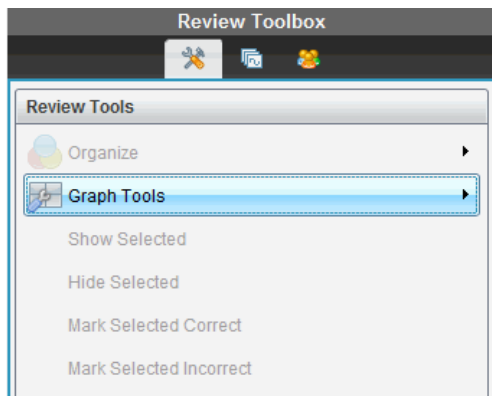 Review Toolbox
Review Tools
Organize
Graph Tools
Show Selected
Hide Selected
Mark Selected Correct
Mark Selected Incorrect